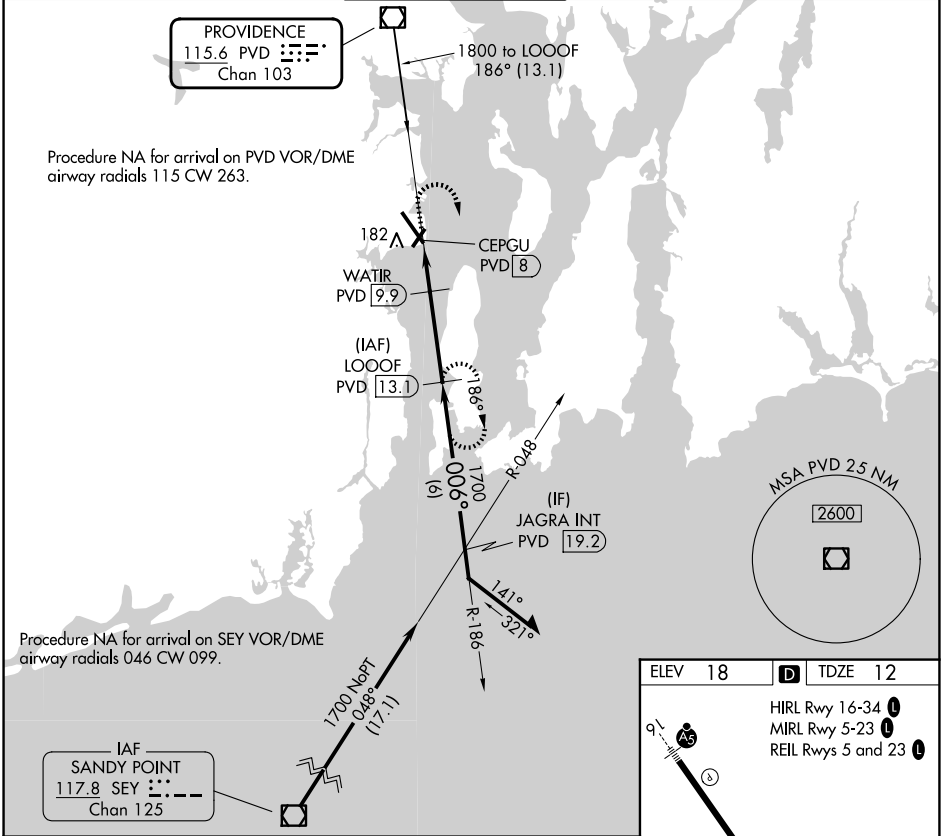 PROVIDENCE
115.6 PVD
Chan 103
1800 to LOOOF
186° (13.1)
Procedure NA for arrival on PVD VOR/DME
airway radials 115 CW 263.
182
CEPGU
PVD 8
WATIR
PVD 9.9
(IAF)
LOOOF
PVD 13.1
186°
R-048
1700
006°
(6)
(IF)
JAGRA INT
PVD 19.2
MSA PVD 25 NM
2600
141°
321°
R-186
Procedure NA for arrival on SEY VOR/DME
airway radials 046 CW 099.
1700 NoPT
048°
(17.1)
IAF
SANDY POINT
117.8 SEY
Chan 125
ELEV 18 D TDZE 12
HIRL Rwy 16-34 L
MIRL Rwy 5-23 L
REIL Rwys 5 and 23 L
16
A5